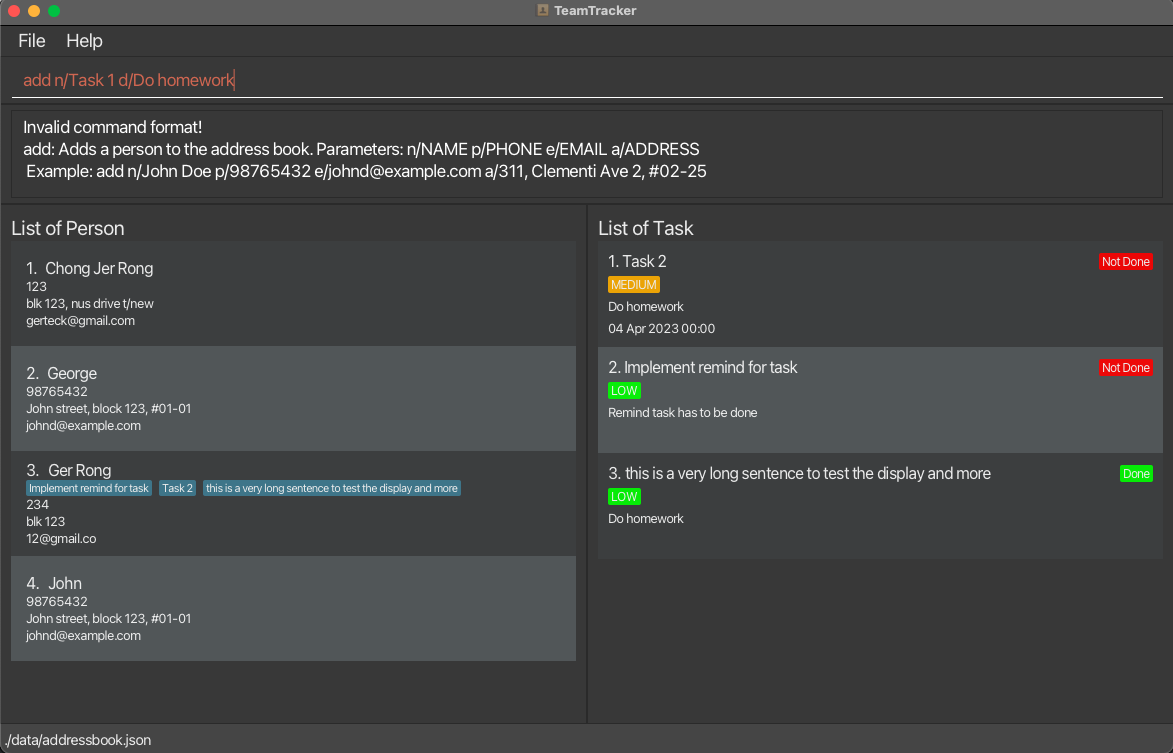 TeamTracker
File Help
add n/Task 1 d/Do homework
Invalid command format!
add: Adds a person to the address book. Parameters: n/NAME p/PHONE e/EMAIL a/ADDRESS
Example: add n/John Doe p/98765432 e/johnd@example.com a/311, Clementi Ave 2, #02-25
List of Person
1. Chong Jer Rong
123
blk 123, nus drive t/new
gerteck@gmail.com
2. George
98765432
John street, block 123, #01-01
johnd@example.com
3. Ger Rong
Implement remind for task Task 2 this is a very long sentence to test the display and more
234
blk 123
12@gmail.co
4. John
98765432
John street, block 123, #01-01
johnd@example.com
List of Task
1. Task 2 Not Done
MEDIUM
Do homework
04 Apr 2023 00:00
2. Implement remind for task Not Done
LOW
Remind task has to be done
3. this is a very long sentence to test the display and more Done
LOW
Do homework
./data/addressbook.json